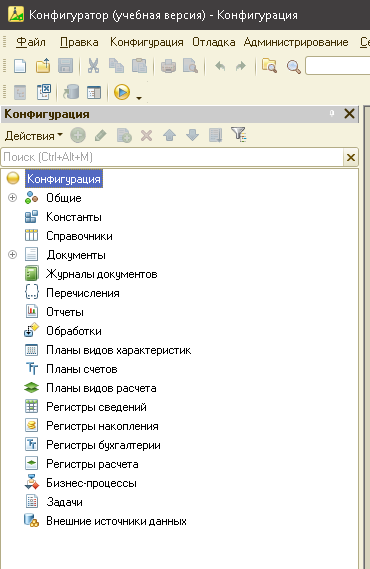 Конфигуратор (учебная версия) - Конфигурация
Файл Правка Конфигурация Отладка Администрирование
Конфигурация
Действия
Поиск (Ctrl+Alt+M)
Конфигурация
Общие
Константы
Справочники
Документы
Журналы документов
Перечисления
Отчеты
Обработки
Планы видов характеристик
Планы счетов
Планы видов расчета
Регистры сведений
Регистры накопления
Регистры бухгалтерии
Регистры расчета
Бизнес-процессы
Задачи
Внешние источники данных